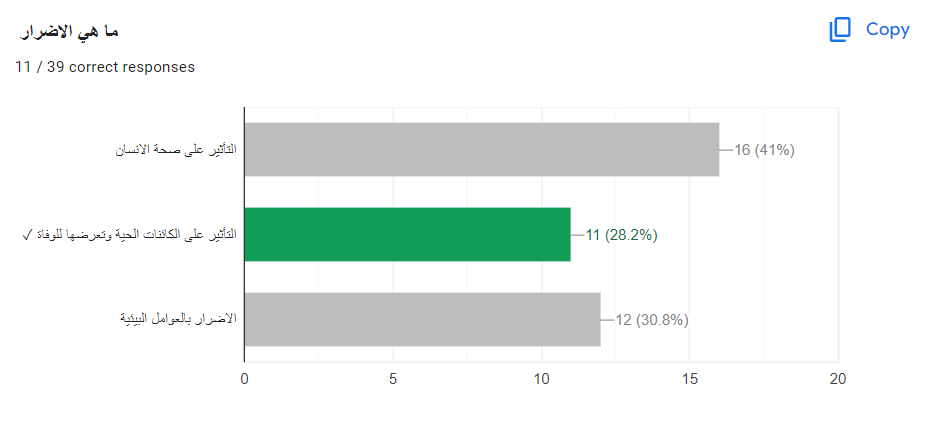 ما هي الاضرار
Copy
11 / 39 correct responses
التأثير على صحة الانسان
16 (41%)
التأثير على الكائنات الحية وتعرضها للوفاة ✓
11 (28.2%)
الاضرار بالعوامل البيئية
12 (30.8%)
0 5 10 15 20